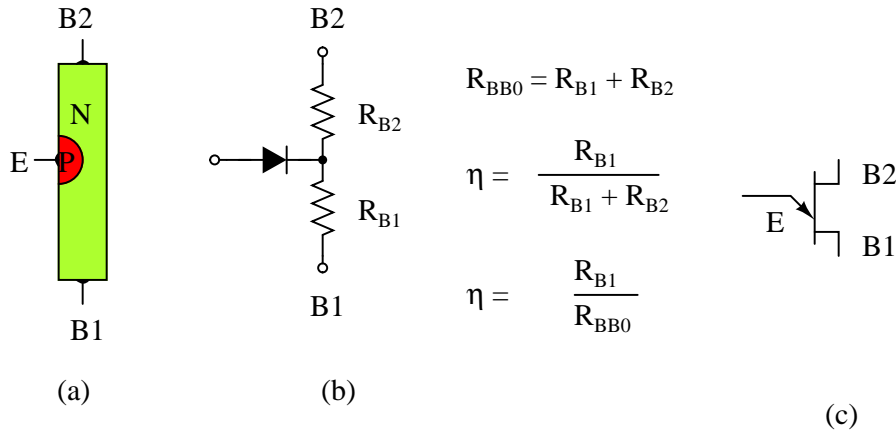 B2
N
E
P
B1
(a)
B2
R_B2
R_B1
B1
(b)
R_BB0 = R_B1 + R_B2
η = R_B1
R_B1 + R_B2
η = R_B1
R_BB0
B2
E
B1
(c)